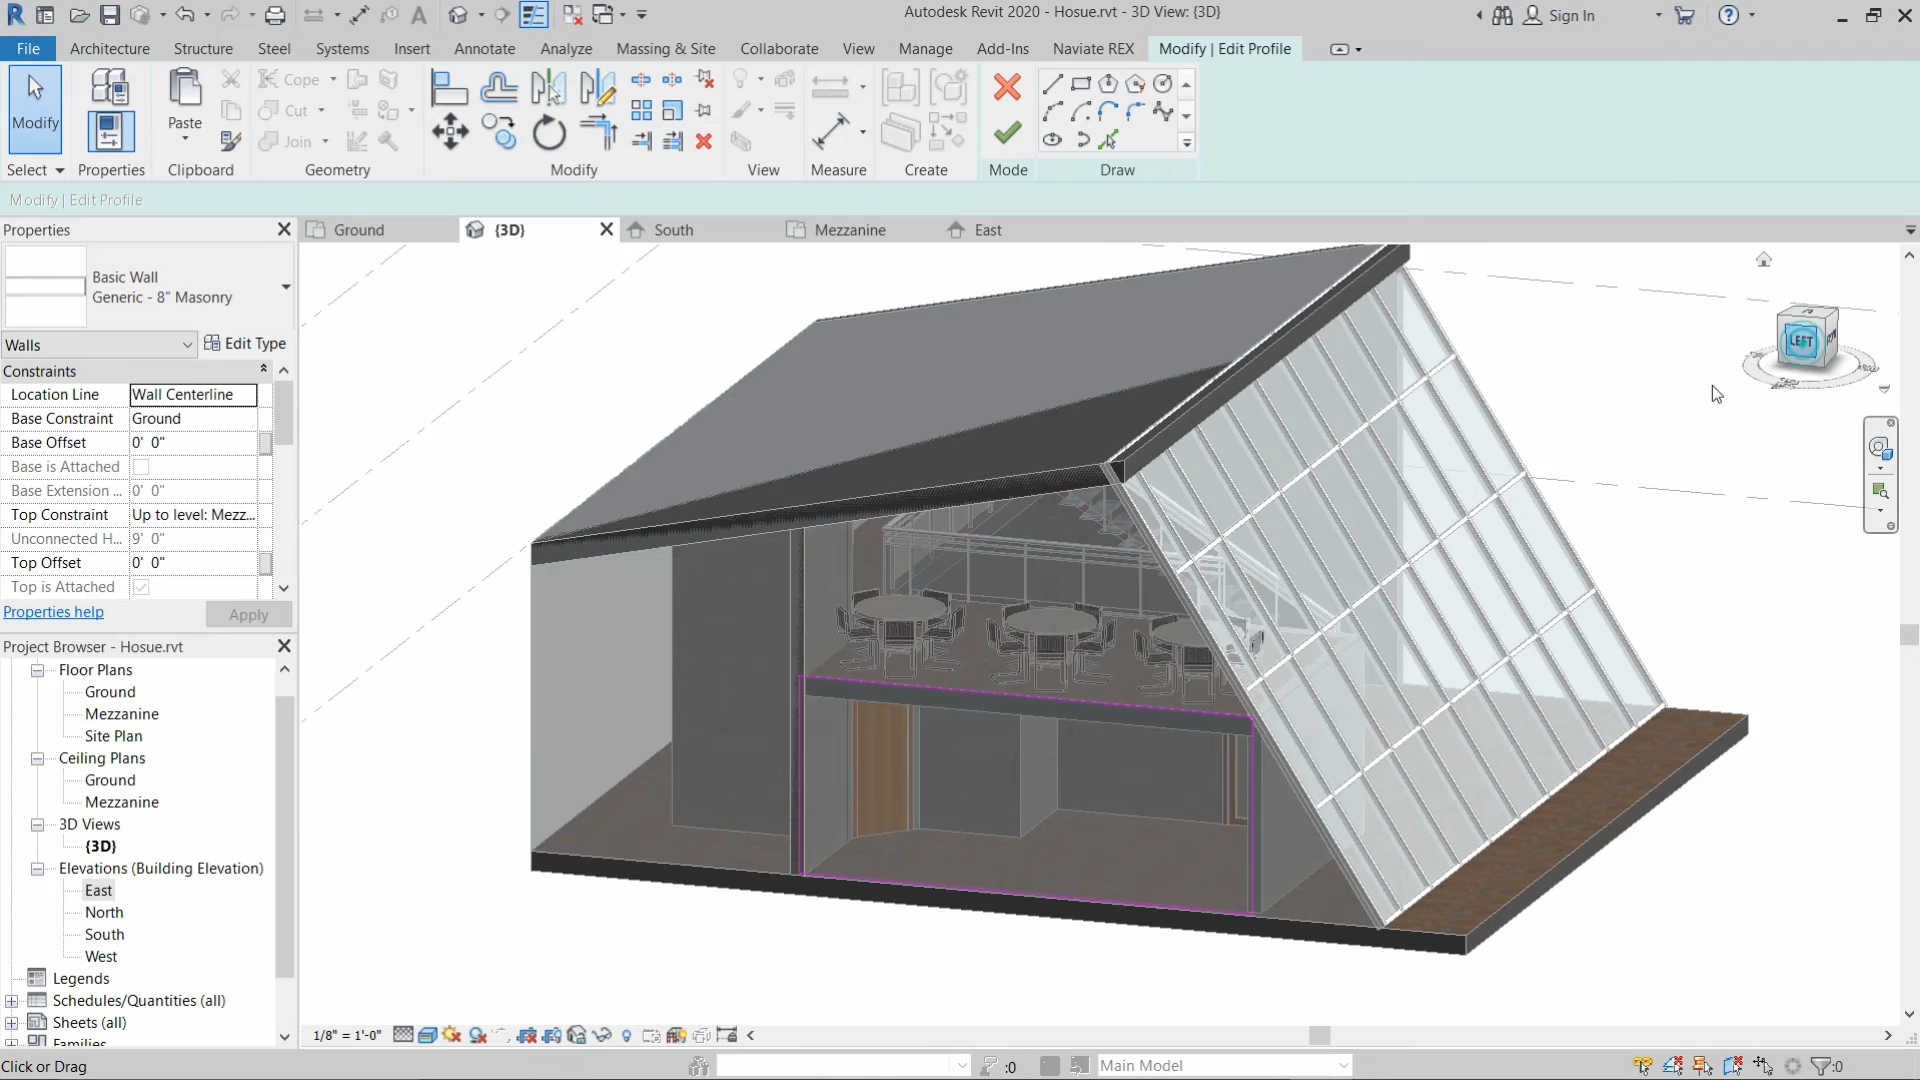 Autodesk Revit 2020 - Hosue.rvt - 3D View: {3D}
Sign In
File Architecture Structure Steel Systems Insert Annotate Analyze Massing & Site Collaborate View Manage Add-Ins Naviate REX Modify | Edit Profile
Modify
Paste
Cope
Cut
Join
Select Properties Clipboard Geometry Modify View Measure Create Mode Draw
Modify | Edit Profile
Properties
Ground
{3D}
South
Mezzanine
East
Basic Wall
Generic - 8" Masonry
Walls
Edit Type
Constraints
Location Line Wall Centerline
Base Constraint Ground
Base Offset 0' 0"
Base is Attached
Base Extension ... 0' 0"
Top Constraint Up to level: Mezz...
Unconnected H... 9' 0"
Top Offset 0' 0"
Top is Attached
Properties help
Apply
LEFT
Project Browser - Hosue.rvt
Floor Plans
Ground
Mezzanine
Site Plan
Ceiling Plans
Ground
Mezzanine
3D Views
{3D}
Elevations (Building Elevation)
East
North
South
West
Legends
Schedules/Quantities (all)
Sheets (all)
Families
1/8" = 1'-0"
Click or Drag
:0
Main Model
:0